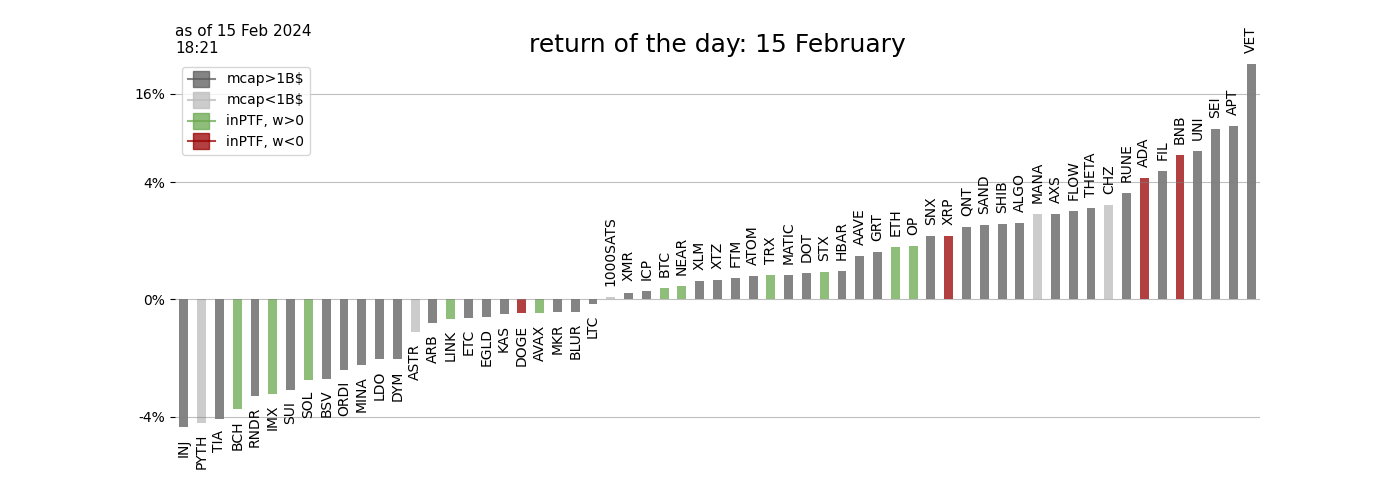 as of 15 Feb 2024
18:21
return of the day: 15 February
mcap>1B$
mcap<1B$
inPTF, w>0
inPTF, w<0
16%
4%
0%
-4%
INJ
PYTH
TIA
BCH
RNDR
IMX
SUI
SOL
BSV
ORDI
MINA
LDO
DYM
ASTR
ARB
LINK
ETC
EGLD
KAS
DOGE
AVAX
MKR
BLUR
LTC
1000SATS
XMR
ICP
BTC
NEAR
XLM
XTZ
FTM
ATOM
TRX
MATIC
DOT
STX
HBAR
AAVE
GRT
ETH
OP
SNX
XRP
QNT
SAND
SHIB
ALGO
MANA
AXS
FLOW
THETA
CHZ
RUNE
ADA
FIL
BNB
UNI
SEI
APT
VET